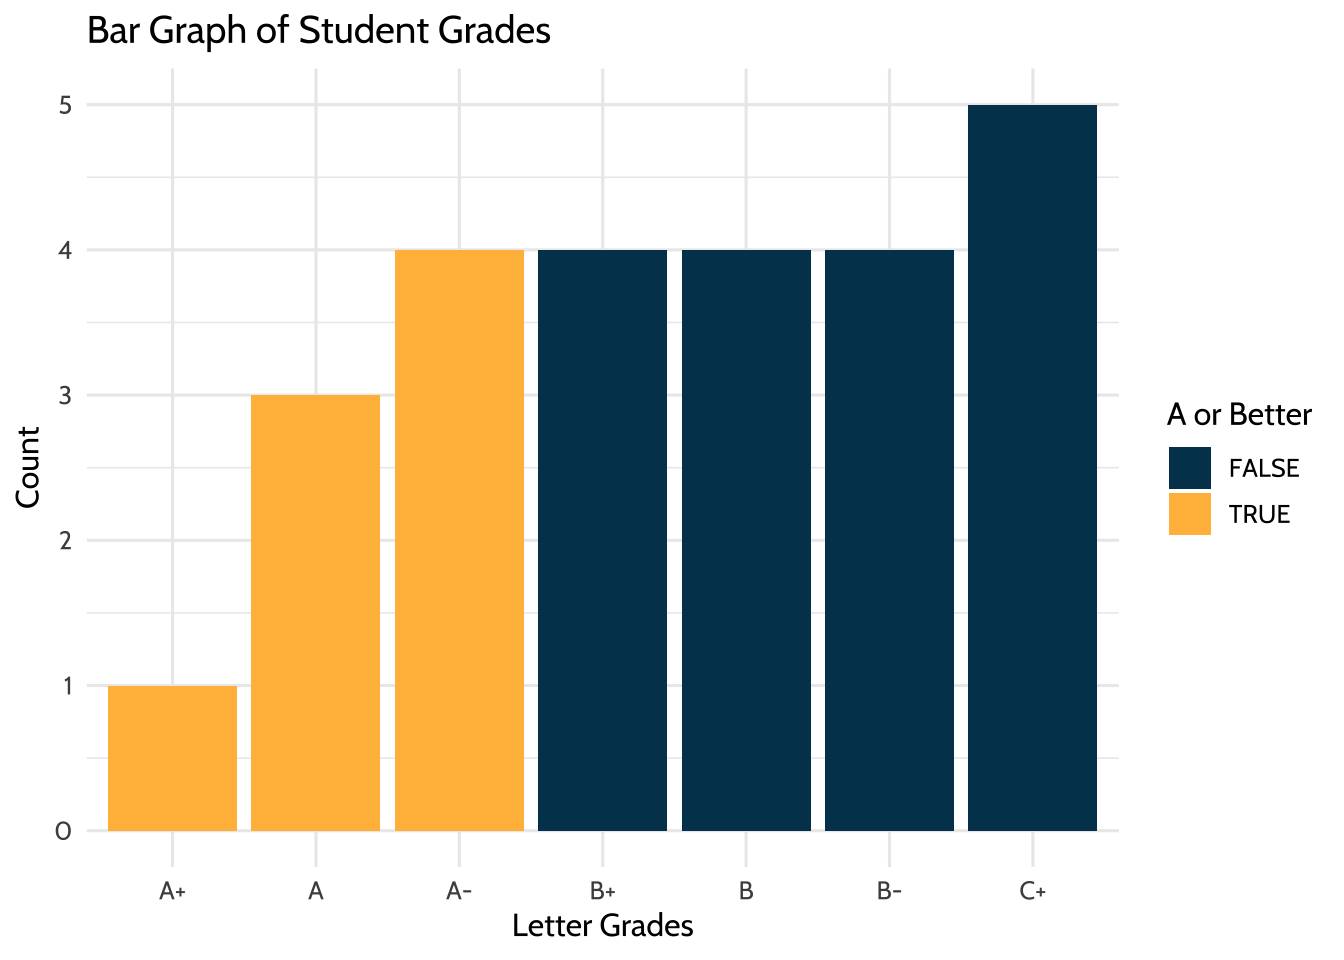 Bar Graph of Student Grades
5
4
3
2
1
0
Count
A+ A A- B+ B B- C+
Letter Grades
A or Better
FALSE
TRUE